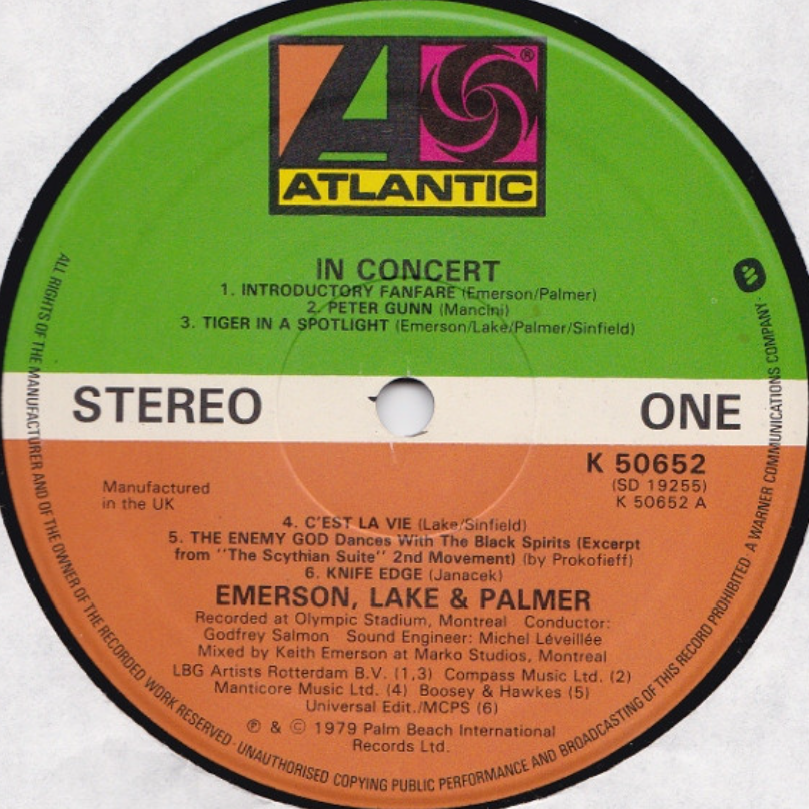 ®
ATLANTIC
IN CONCERT
1. INTRODUCTORY FANFARE (Emerson/Palmer)
2. PETER GUNN (Mancini)
3. TIGER IN A SPOTLIGHT (Emerson/Lake/Palmer/Sinfield)
STEREO
ONE
K 50652
(SD 19255)
K 50652 A
Manufactured
in the UK
4. C'EST LA VIE (Lake/Sinfield)
5. THE ENEMY GOD Dances With The Black Spirits (Excerpt
from "The Scythian Suite" 2nd Movement) (by Prokofieff)
6. KNIFE EDGE (Janacek)
EMERSON, LAKE & PALMER
Recorded at Olympic Stadium, Montreal Conductor:
Godfrey Salmon Sound Engineer: Michel Léveillée
Mixed by Keith Emerson at Marko Studios, Montreal
LBG Artists Rotterdam B.V. (1,3) Compass Music Ltd. (2)
Manticore Music Ltd. (4) Boosey & Hawkes (5)
Universal Edit./MCPS (6)
℗ & © 1979 Palm Beach International
Records Ltd.
ALL RIGHTS OF THE MANUFACTURER AND OF THE OWNER OF THE RECORDED WORK RESERVED · UNAUTHORISED COPYING PUBLIC PERFORMANCE AND BROADCASTING OF THIS RECORD PROHIBITED · A WARNER COMMUNICATIONS COMPANY ·